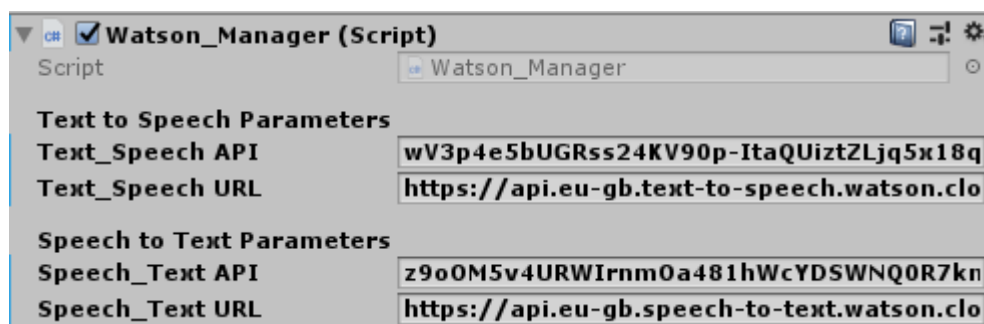 Watson_Manager (Script)
Script Watson_Manager
Text to Speech Parameters
Text_Speech API wV3p4e5bUGRss24KV90p-ItaQUiztZLjq5x18q
Text_Speech URL https://api.eu-gb.text-to-speech.watson.clo
Speech to Text Parameters
Speech_Text API z9oOM5v4URWIrnmOa481hWcYDSWNQ0R7kn
Speech_Text URL https://api.eu-gb.speech-to-text.watson.clo